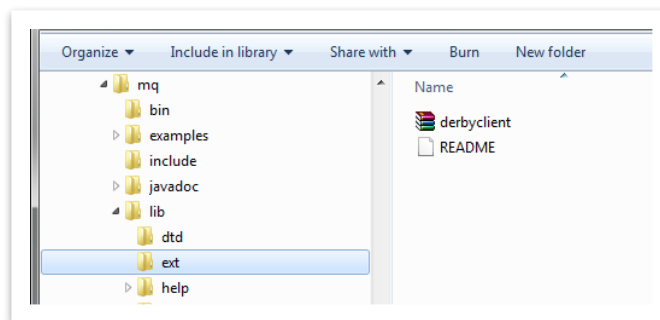 Organize Include in library Share with Burn New folder
mq
bin
examples
include
javadoc
lib
dtd
ext
help
Name
derbyclient
README